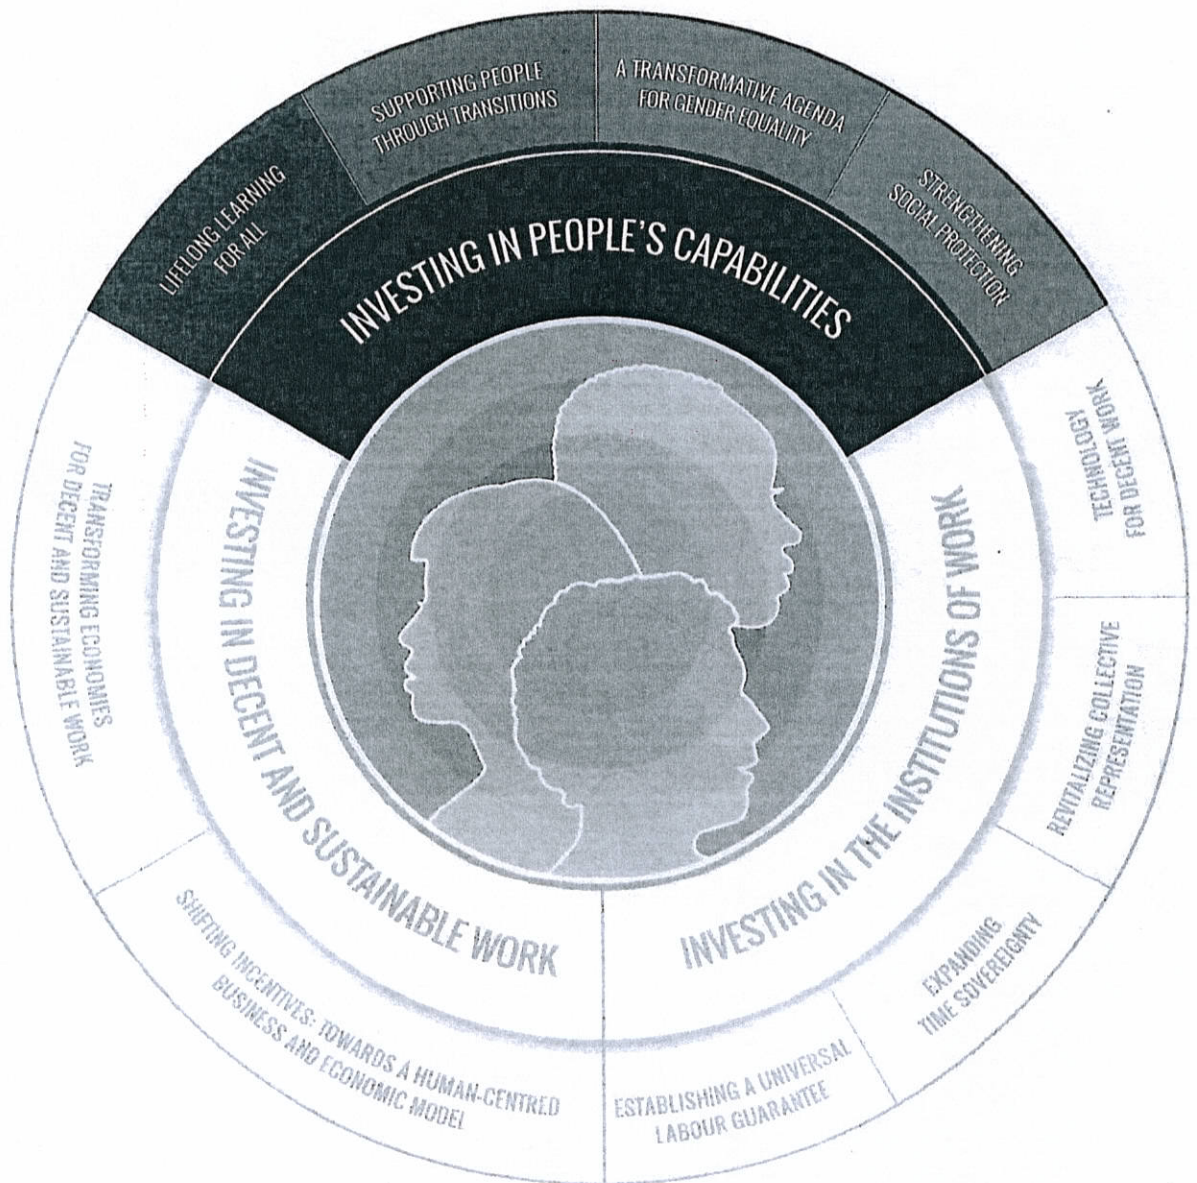 SUPPORTING PEOPLE
THROUGH TRANSITIONS
A TRANSFORMATIVE AGENDA
FOR GENDER EQUALITY
LIFELONG LEARNING
FOR ALL
STRENGTHENING
SOCIAL PROTECTION
INVESTING IN PEOPLE'S CAPABILITIES
TECHNOLOGY
FOR DECENT WORK
REVITALIZING COLLECTIVE
REPRESENTATION
EXPANDING
TIME SOVEREIGNTY
ESTABLISHING A UNIVERSAL
LABOUR GUARANTEE
INVESTING IN THE INSTITUTIONS OF WORK
INVESTING IN DECENT AND SUSTAINABLE WORK
TRANSFORMING ECONOMIES
FOR DECENT AND SUSTAINABLE WORK
SHIFTING INCENTIVES: TOWARDS A HUMAN-CENTRED
BUSINESS AND ECONOMIC MODEL